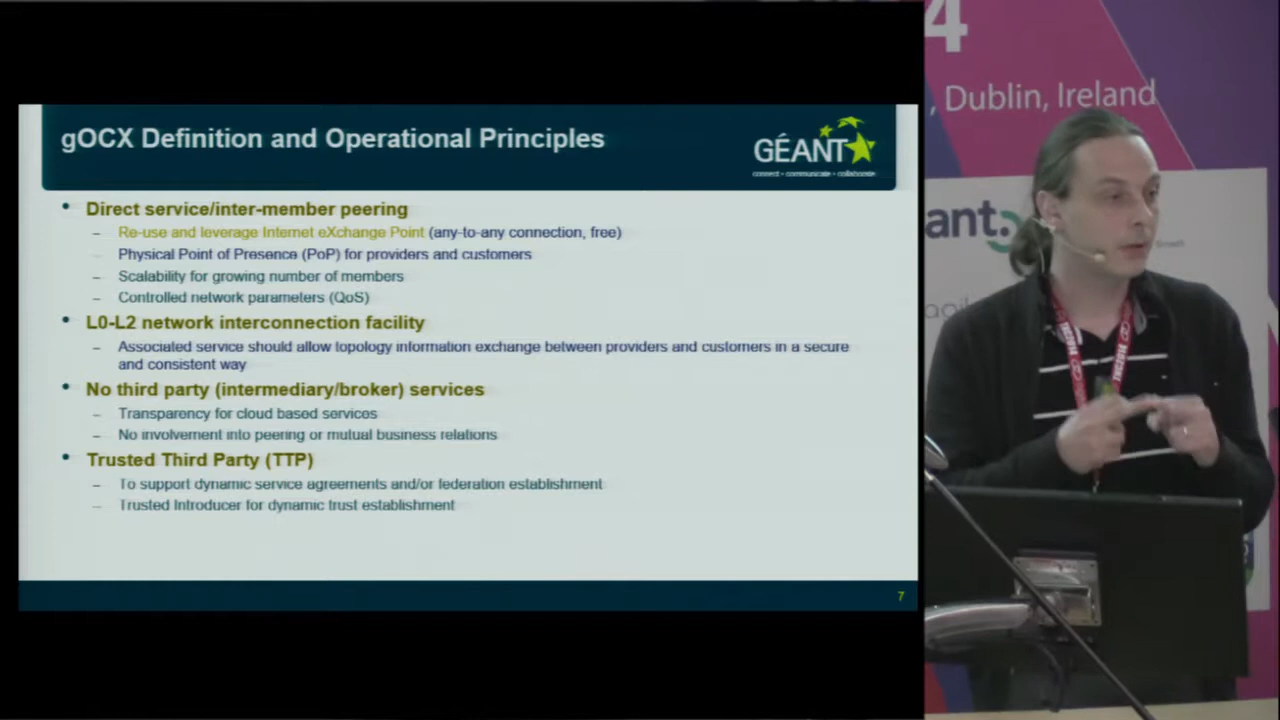 gOCX Definition and Operational Principles
GÉANT
connect • communicate • collaborate
• Direct service/inter-member peering
– Re-use and leverage Internet eXchange Point (any-to-any connection, free)
– Physical Point of Presence (PoP) for providers and customers
– Scalability for growing number of members
– Controlled network parameters (QoS)
• L0-L2 network interconnection facility
– Associated service should allow topology information exchange between providers and customers in a secure
and consistent way
• No third party (intermediary/broker) services
– Transparency for cloud based services
– No involvement into peering or mutual business relations
• Trusted Third Party (TTP)
– To support dynamic service agreements and/or federation establishment
– Trusted Introducer for dynamic trust establishment
7
4
, Dublin, Ireland
eant.